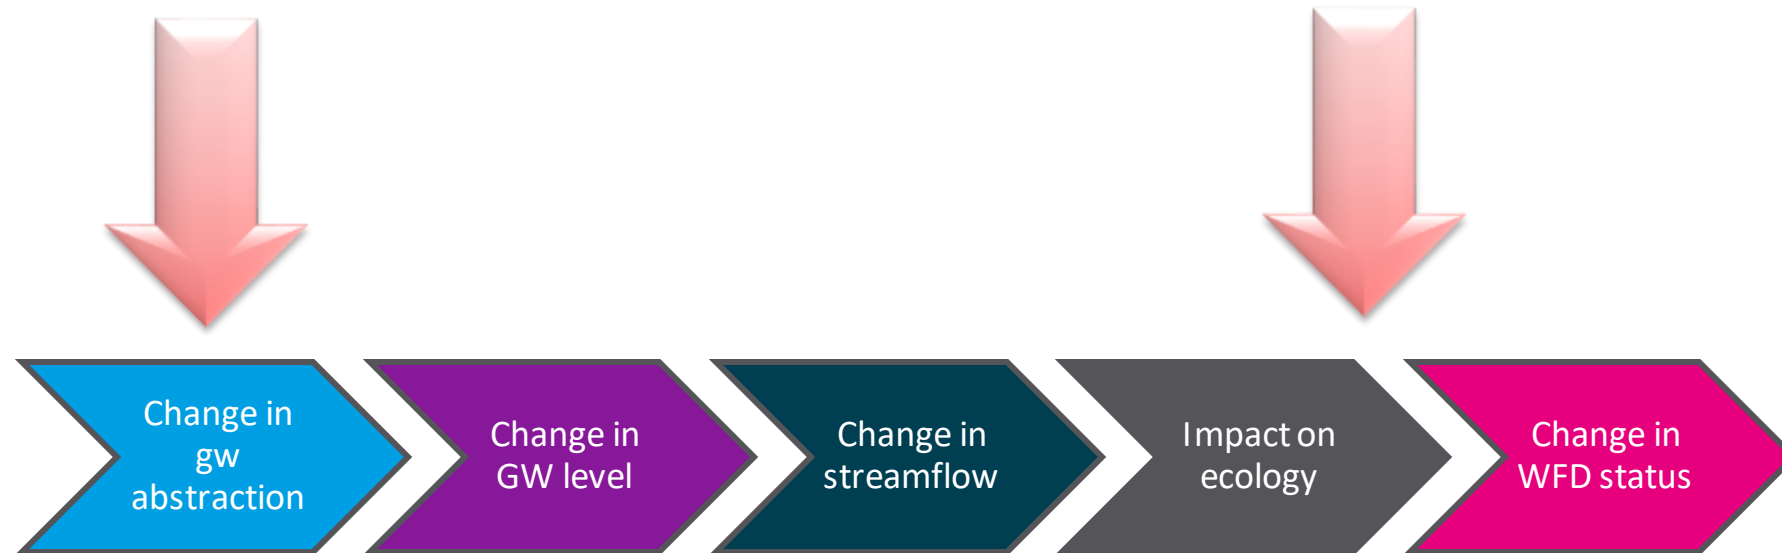 Change in
gw
abstraction
Change in
GW level
Change in
streamflow
Impact on
ecology
Change in
WFD status